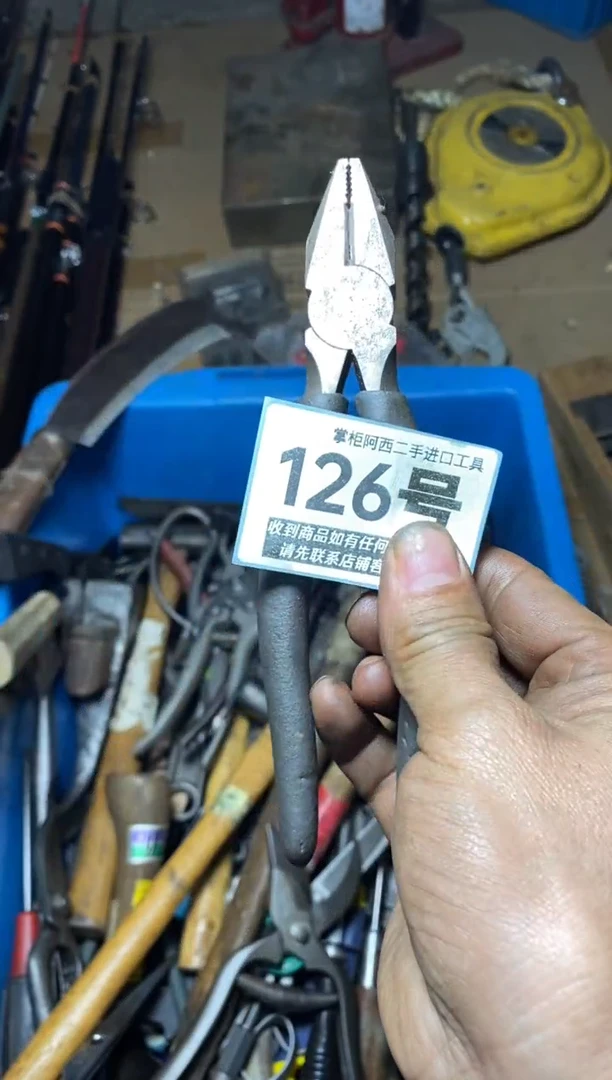 掌柜阿西二手进口工具
126号
收到商品如有任何
请先联系店铺客